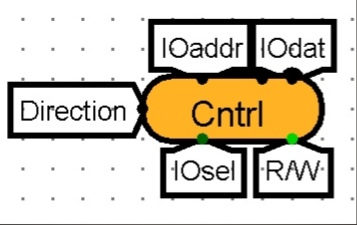 IOaddr IOdat
Direction Cntrl
IOsel R/W